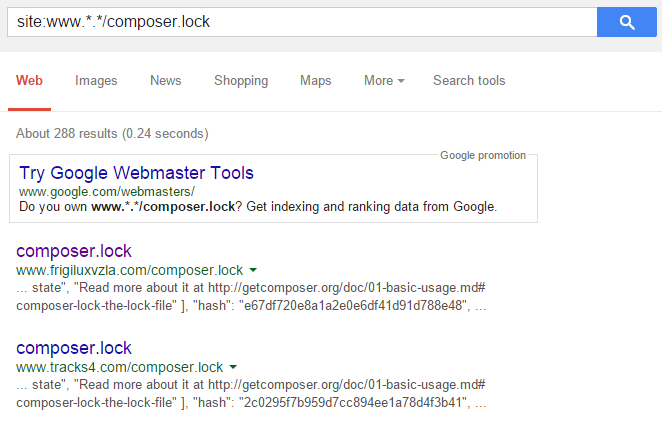 site:www.*.*/composer.lock
Web Images News Shopping Maps More Search tools
About 288 results (0.24 seconds)
Google promotion
Try Google Webmaster Tools
www.google.com/webmasters/
Do you own www.*.*/composer.lock? Get indexing and ranking data from Google.
composer.lock
www.frigiluxvzla.com/composer.lock
... state", "Read more about it at http://getcomposer.org/doc/01-basic-usage.md#
composer-lock-the-lock-file" ], "hash": "e67df720e8a1a2e0e6df41d91d788e48", ...
composer.lock
www.tracks4.com/composer.lock
... state", "Read more about it at http://getcomposer.org/doc/01-basic-usage.md#
composer-lock-the-lock-file" ], "hash": "2c0295f7b959d7cc894ee1a78d4f3b41", ...